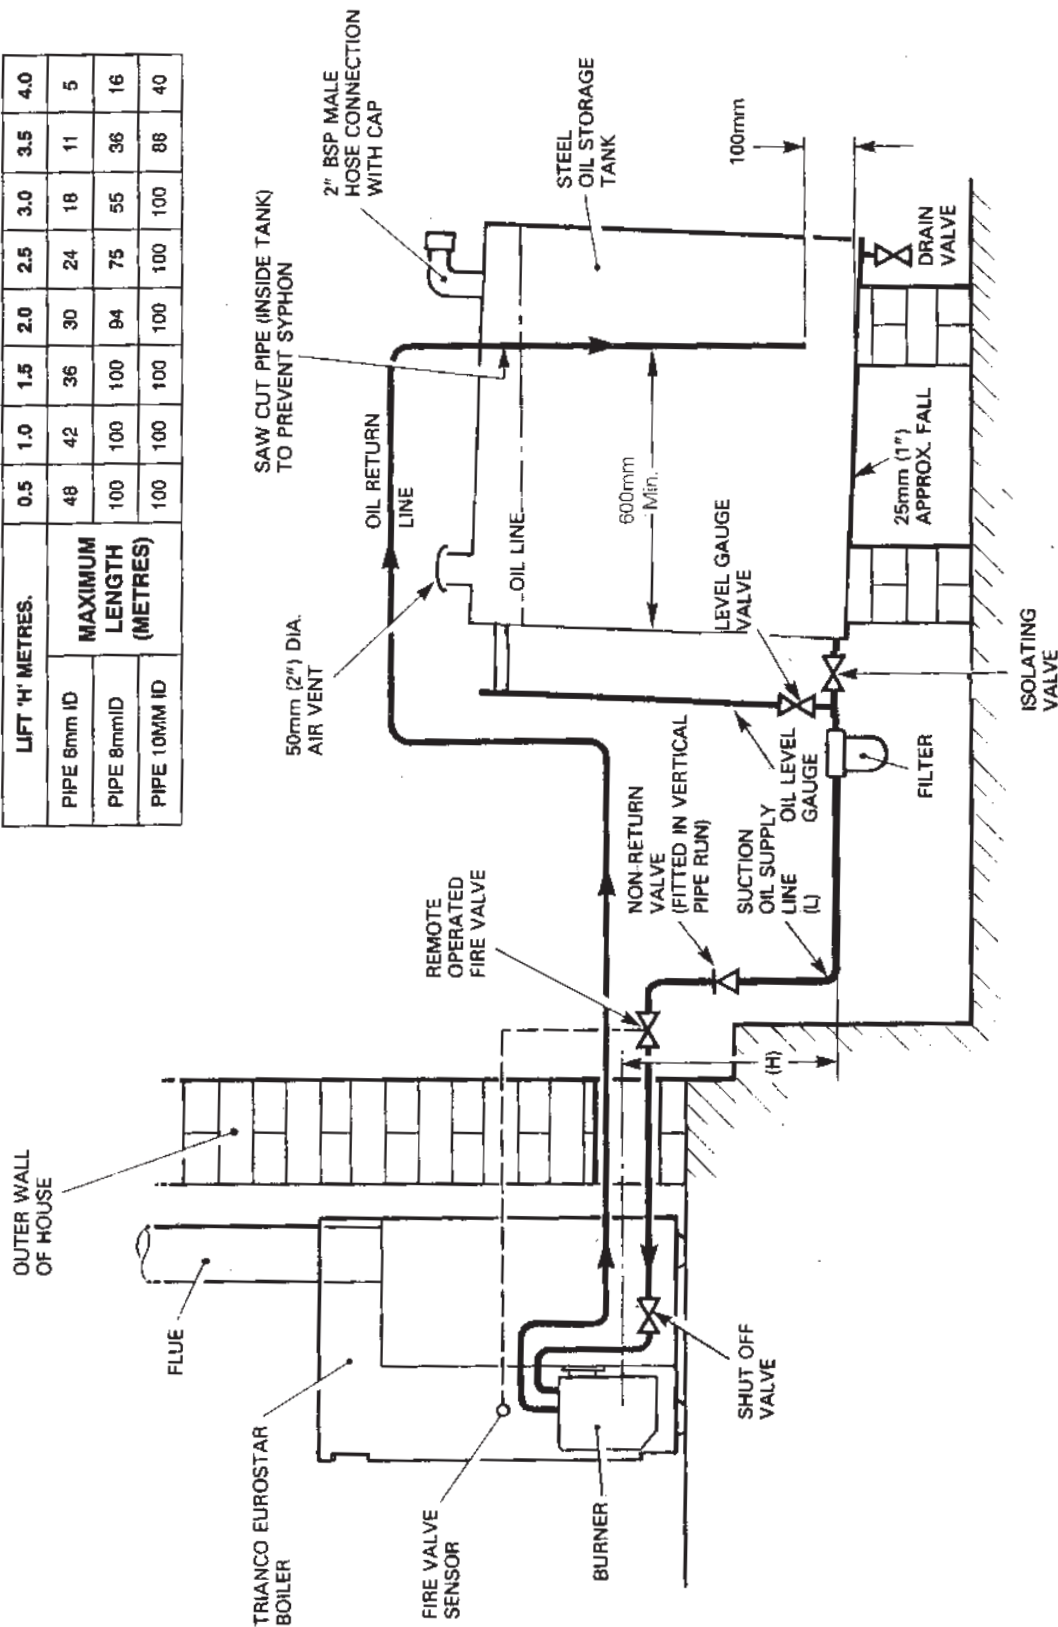 LIFT 'H' METRES. 0.5 1.0 1.5 2.0 2.5 3.0 3.5 4.0
PIPE 6mm ID 48 42 36 30 24 18 11 5
PIPE 8mmID 100 100 100 94 75 55 36 16
PIPE 10MM ID 100 100 100 100 100 100 88 40
MAXIMUM
LENGTH
(METRES)
2" BSP MALE
HOSE CONNECTION
WITH CAP
SAW CUT PIPE (INSIDE TANK)
TO PREVENT SYPHON
STEEL
OIL STORAGE
TANK
100mm
OIL RETURN
LINE
50mm (2") DIA.
AIR VENT
OIL LINE
600mm
Min.
DRAIN
VALVE
25mm (1")
APPROX. FALL
LEVEL GAUGE
VALVE
ISOLATING
VALVE
OIL LEVEL
GAUGE
FILTER
REMOTE
OPERATED
FIRE VALVE
NON-RETURN
VALVE
(FITTED IN VERTICAL
PIPE RUN)
SUCTION
OIL SUPPLY
LINE
(L)
(H)
OUTER WALL
OF HOUSE
FLUE
TRIANCO EUROSTAR
BOILER
FIRE VALVE
SENSOR
BURNER
SHUT OFF
VALVE